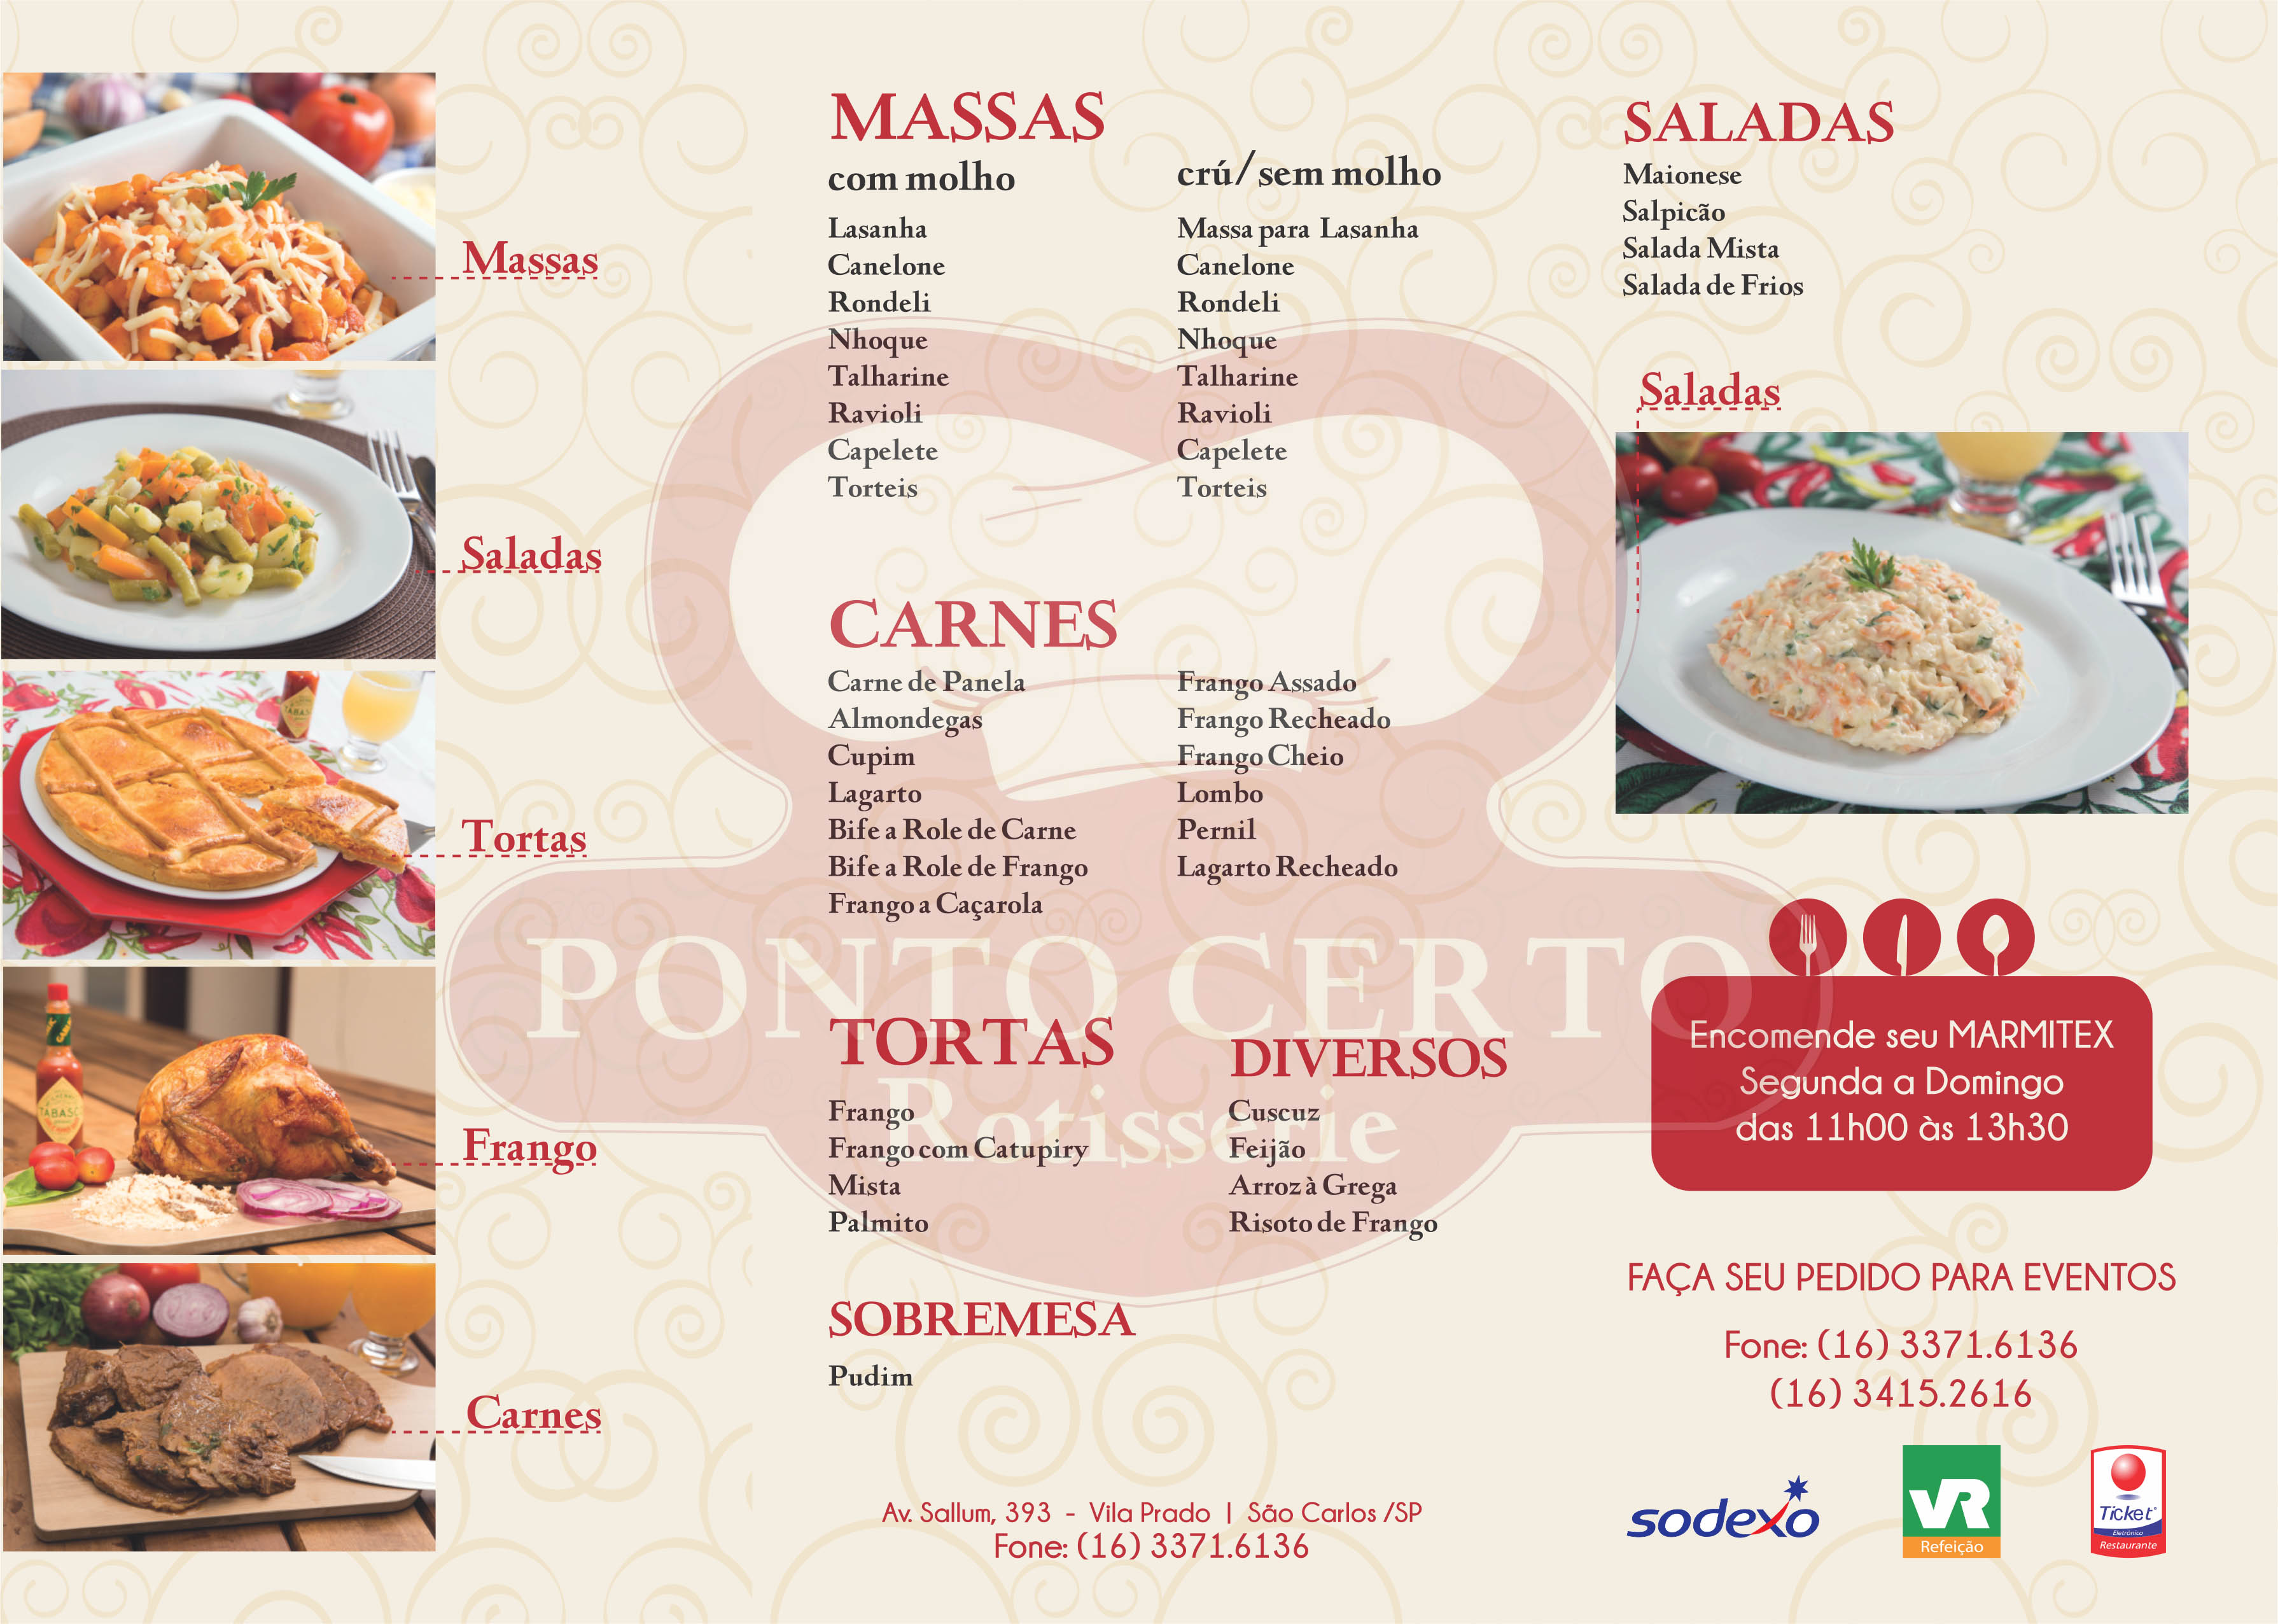 Massas
Saladas
Tortas
Frango
Carnes
MASSAS
com molho
Lasanha
Canelone
Rondeli
Nhoque
Talharine
Ravioli
Capelete
Torteis
crú/sem molho
Massa para Lasanha
Canelone
Rondeli
Nhoque
Talharine
Ravioli
Capelete
Torteis
CARNES
Carne de Panela
Almondegas
Cupim
Lagarto
Bife a Role de Carne
Bife a Role de Frango
Frango a Caçarola
Frango Assado
Frango Recheado
Frango Cheio
Lombo
Pernil
Lagarto Recheado
PONTO CERTO
Rotisserie
TORTAS
Frango
Frango com Catupiry
Mista
Palmito
DIVERSOS
Cuscuz
Feijão
Arroz à Grega
Risoto de Frango
SOBREMESA
Pudim
Av. Sallum, 393 - Vila Prado | São Carlos /SP
Fone: (16) 3371.6136
SALADAS
Maionese
Salpicão
Salada Mista
Salada de Frios
Saladas
Encomende seu MARMITEX
Segunda a Domingo
das 11h00 às 13h30
FAÇA SEU PEDIDO PARA EVENTOS
Fone: (16) 3371.6136
(16) 3415.2616
sodexo
VR
Refeição
Ticket
Eletrônico
Restaurante